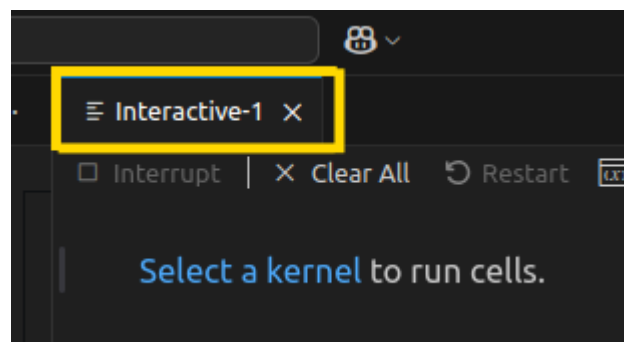 Interactive-1
Interrupt Clear All Restart
Select a kernel to run cells.